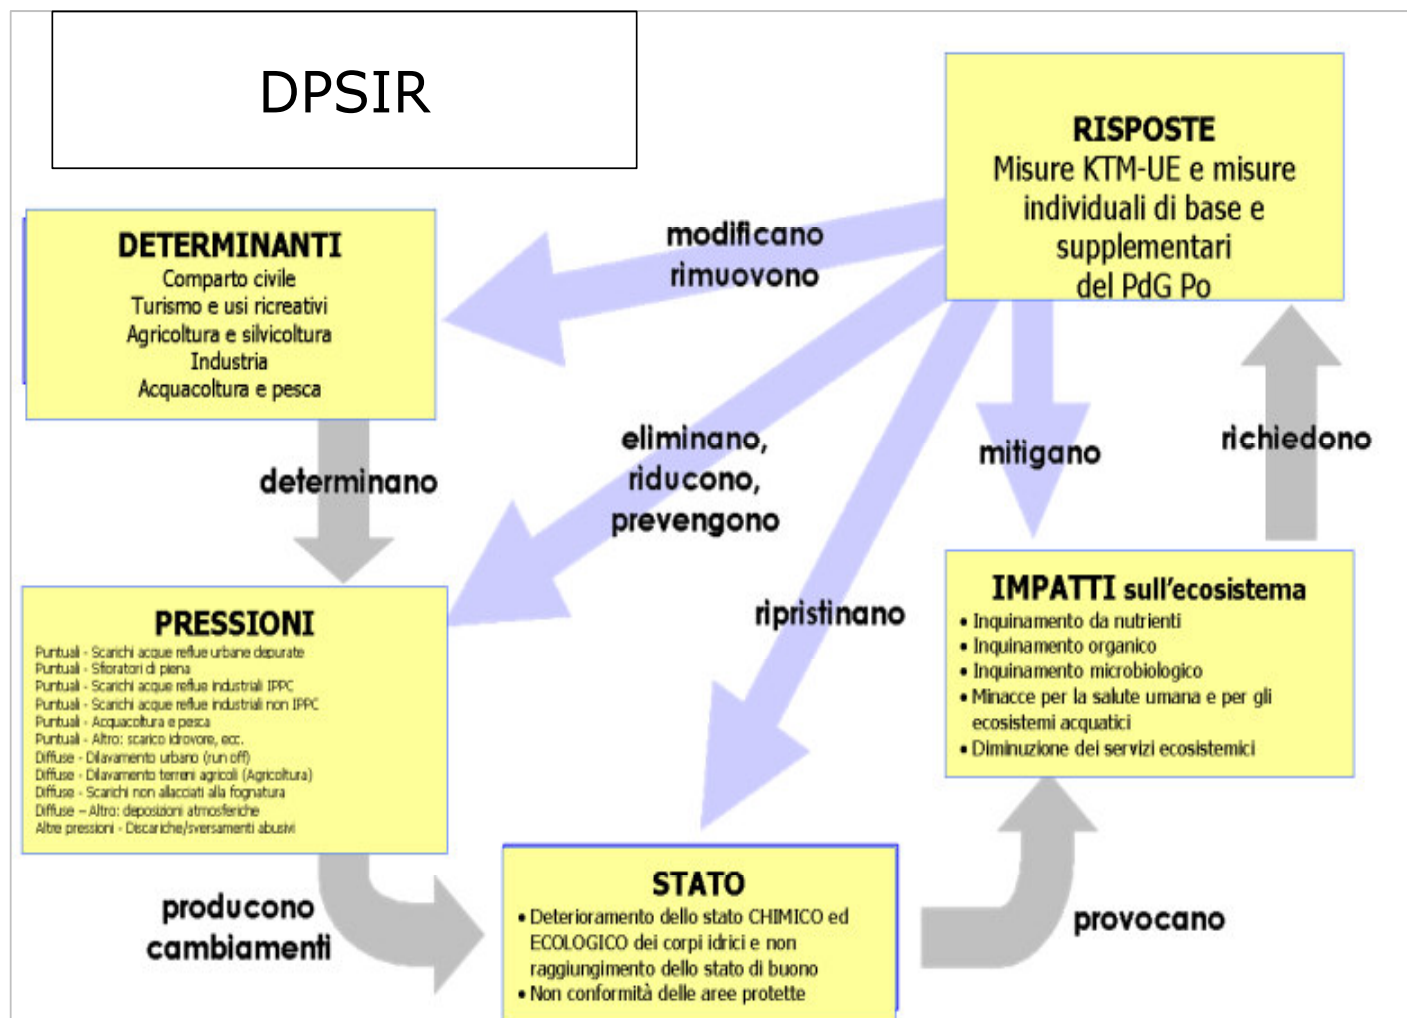 DPSIR
RISPOSTE
Misure KTM-UE e misure
individuali di base e
supplementari
del PdG Po
DETERMINANTI
Comparto civile
Turismo e usi ricreativi
Agricoltura e silvicoltura
Industria
Acquacoltura e pesca
modificano
rimuovono
determinano
eliminano,
riducono,
prevengono
mitigano
richiedono
ripristinano
PRESSIONI
Puntuali - Scarichi acque reflue urbane depurate
Puntuali - Sfioratori di piena
Puntuali - Scarichi acque reflue industriali IPPC
Puntuali - Scarichi acque reflue industriali non IPPC
Puntuali - Acquacoltura e pesca
Puntuali - Altro: scarico idrovore, ecc.
Diffuse - Dilavamento urbano (run off)
Diffuse - Dilavamento terreni agricoli (Agricoltura)
Diffuse - Scarichi non allacciati alla fognatura
Diffuse – Altro: deposizioni atmosferiche
Altre pressioni - Discariche/sversamenti abusivi
IMPATTI sull'ecosistema
• Inquinamento da nutrienti
• Inquinamento organico
• Inquinamento microbiologico
• Minacce per la salute umana e per gli
ecosistemi acquatici
• Diminuzione dei servizi ecosistemici
producono
cambiamenti
STATO
• Deterioramento dello stato CHIMICO ed
ECOLOGICO dei corpi idrici e non
raggiungimento dello stato di buono
• Non conformità delle aree protette
provocano